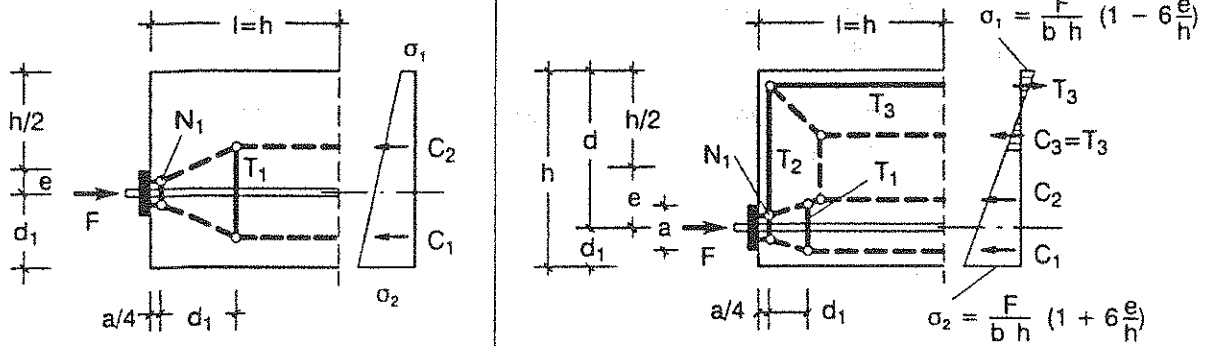 l=h
σ₁
h/2
N₁
T₁
C₂
e
F
d₁
C₁
a/4
d₁
σ₂
σ₁ = F/b h (1 − 6 e/h)
l=h
T₃
T₃
h/2
d
h
C₃=T₃
N₁
T₂
T₁
C₂
e
a
F
d₁
C₁
a/4
d₁
σ₂ = F/b h (1 + 6 e/h)